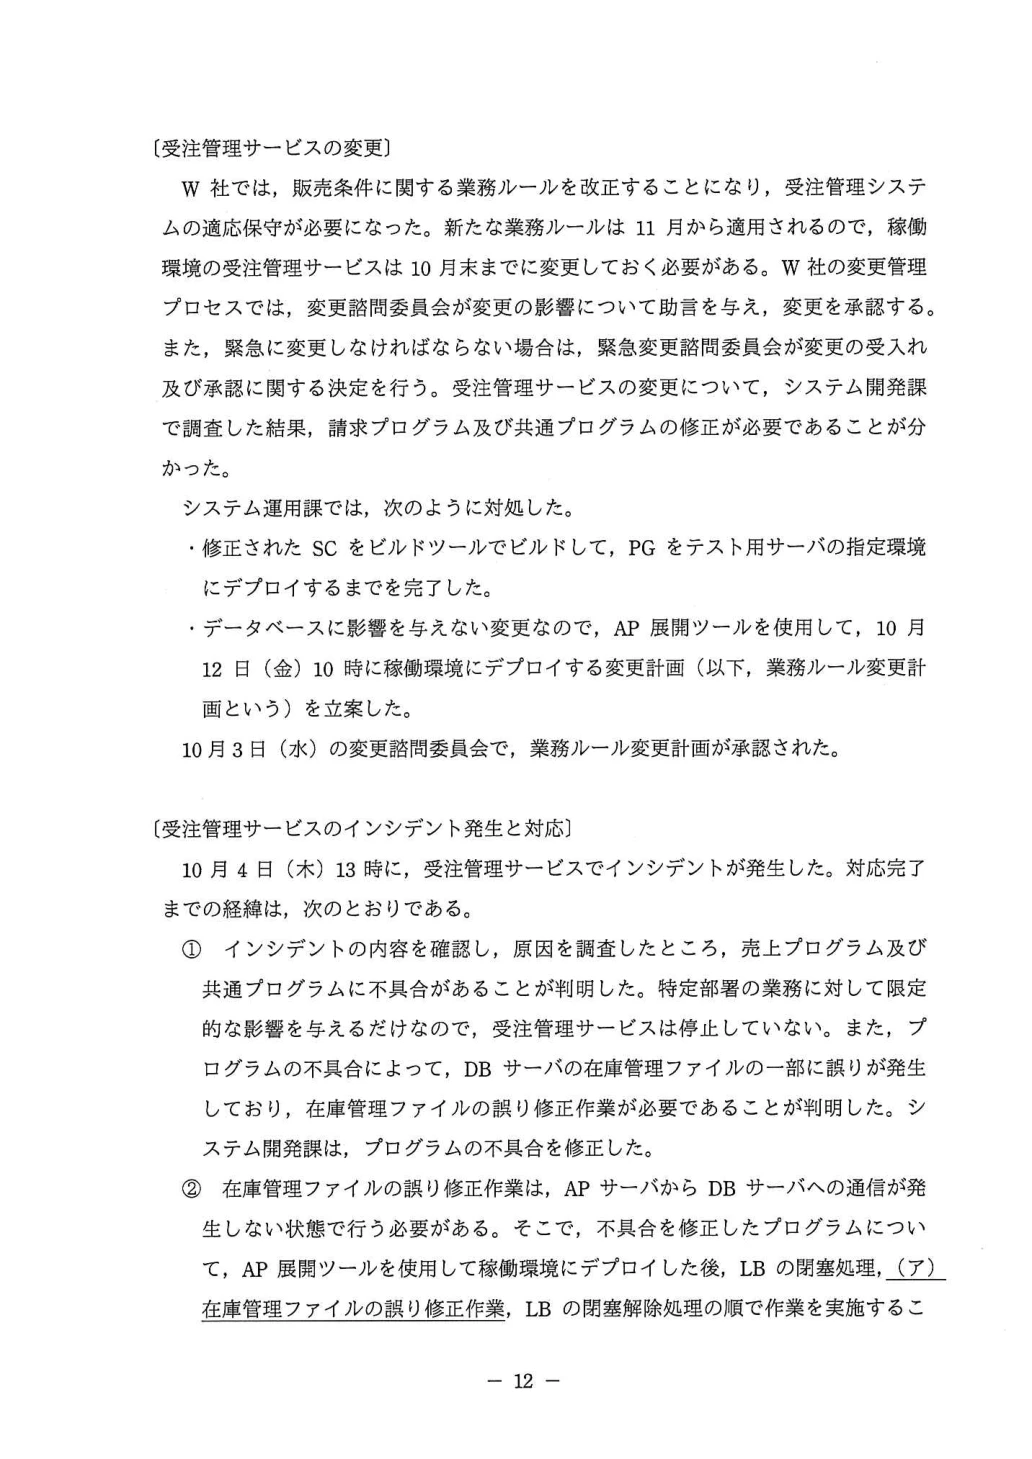 〔受注管理サービスの変更〕
W 社では，販売条件に関する業務ルールを改正することになり，受注管理システ
ムの適応保守が必要になった。新たな業務ルールは 11 月から適用されるので，稼働
環境の受注管理サービスは 10 月末までに変更しておく必要がある。W 社の変更管理
プロセスでは，変更諮問委員会が変更の影響について助言を与え，変更を承認する。
また，緊急に変更しなければならない場合は，緊急変更諮問委員会が変更の受入れ
及び承認に関する決定を行う。受注管理サービスの変更について，システム開発課
で調査した結果，請求プログラム及び共通プログラムの修正が必要であることが分
かった。
システム運用課では，次のように対処した。
・修正された SC をビルドツールでビルドして，PG をテスト用サーバの指定環境
にデプロイするまでを完了した。
・データベースに影響を与えない変更なので，AP 展開ツールを使用して，10 月
12 日（金）10 時に稼働環境にデプロイする変更計画（以下，業務ルール変更計
画という）を立案した。
10 月 3 日（水）の変更諮問委員会で，業務ルール変更計画が承認された。
〔受注管理サービスのインシデント発生と対応〕
10 月 4 日（木）13 時に，受注管理サービスでインシデントが発生した。対応完了
までの経緯は，次のとおりである。
① インシデントの内容を確認し，原因を調査したところ，売上プログラム及び
共通プログラムに不具合があることが判明した。特定部署の業務に対して限定
的な影響を与えるだけなので，受注管理サービスは停止していない。また，プ
ログラムの不具合によって，DB サーバの在庫管理ファイルの一部に誤りが発生
しており，在庫管理ファイルの誤り修正作業が必要であることが判明した。シ
ステム開発課は，プログラムの不具合を修正した。
② 在庫管理ファイルの誤り修正作業は，AP サーバから DB サーバへの通信が発
生しない状態で行う必要がある。そこで，不具合を修正したプログラムについ
て，AP 展開ツールを使用して稼働環境にデプロイした後，LB の閉塞処理，（ア）
在庫管理ファイルの誤り修正作業，LB の閉塞解除処理の順で作業を実施するこ
－ 12 －